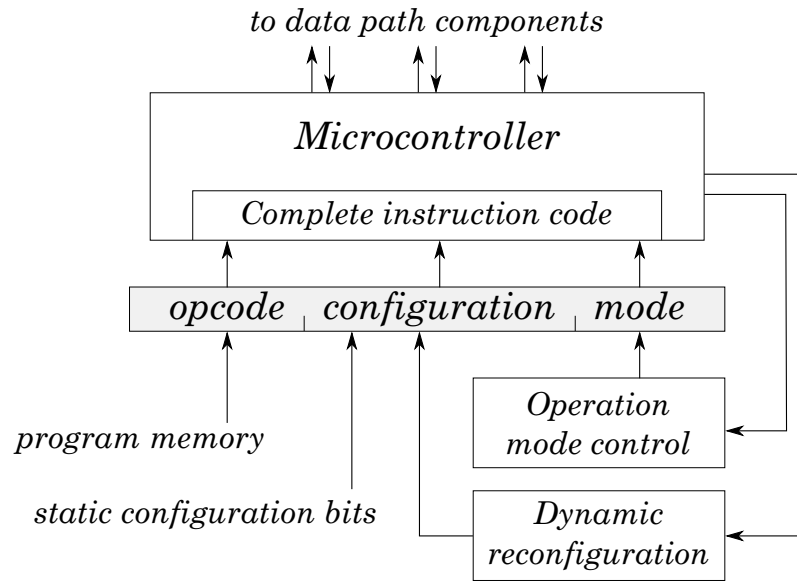 to data path components
Microcontroller
Complete instruction code
opcode configuration mode
program memory
Operation
mode control
static configuration bits
Dynamic
reconfiguration